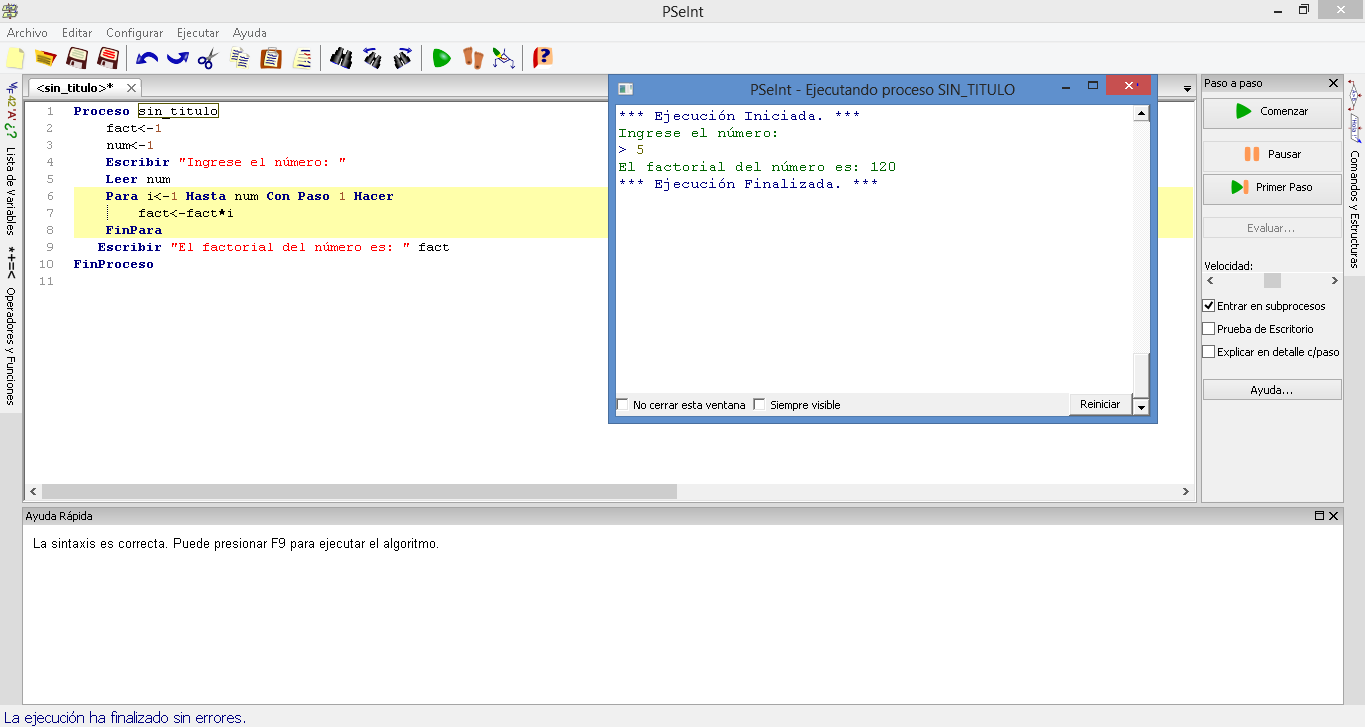 PSeInt
Archivo Editar Configurar Ejecutar Ayuda
<sin_titulo>*
1 Proceso sin_titulo
2 fact<-1
3 num<-1
4 Escribir "Ingrese el número: "
5 Leer num
6 Para i<-1 Hasta num Con Paso 1 Hacer
7 fact<-fact*i
8 FinPara
9 Escribir "El factorial del número es: " fact
10 FinProceso
11
Lista de Variables
*+=< Operadores y Funciones
PSeInt - Ejecutando proceso SIN_TITULO
*** Ejecución Iniciada. ***
Ingrese el número:
> 5
El factorial del número es: 120
*** Ejecución Finalizada. ***
No cerrar esta ventana Siempre visible Reiniciar
Paso a paso
Comenzar
Pausar
Primer Paso
Evaluar...
Velocidad:
Entrar en subprocesos
Prueba de Escritorio
Explicar en detalle c/paso
Ayuda...
Comandos y Estructuras
Ayuda Rápida
La sintaxis es correcta. Puede presionar F9 para ejecutar el algoritmo.
La ejecución ha finalizado sin errores.